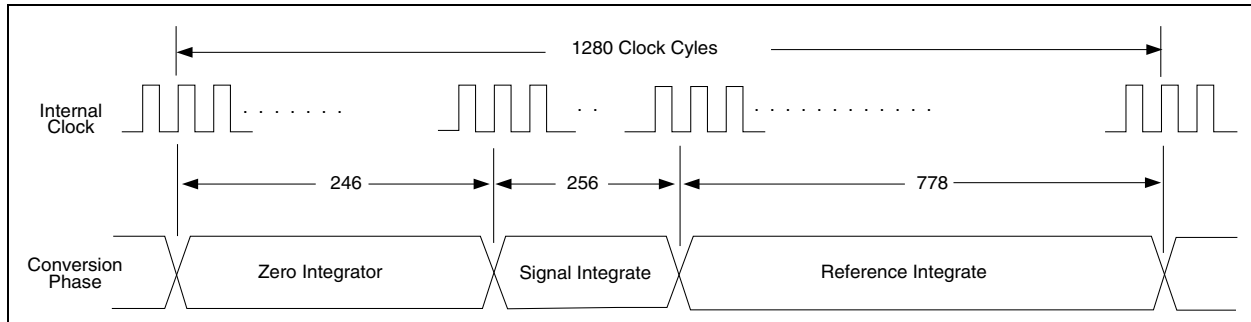 1280 Clock Cyles
Internal
Clock
246
256
778
Conversion
Phase
Zero Integrator
Signal Integrate
Reference Integrate